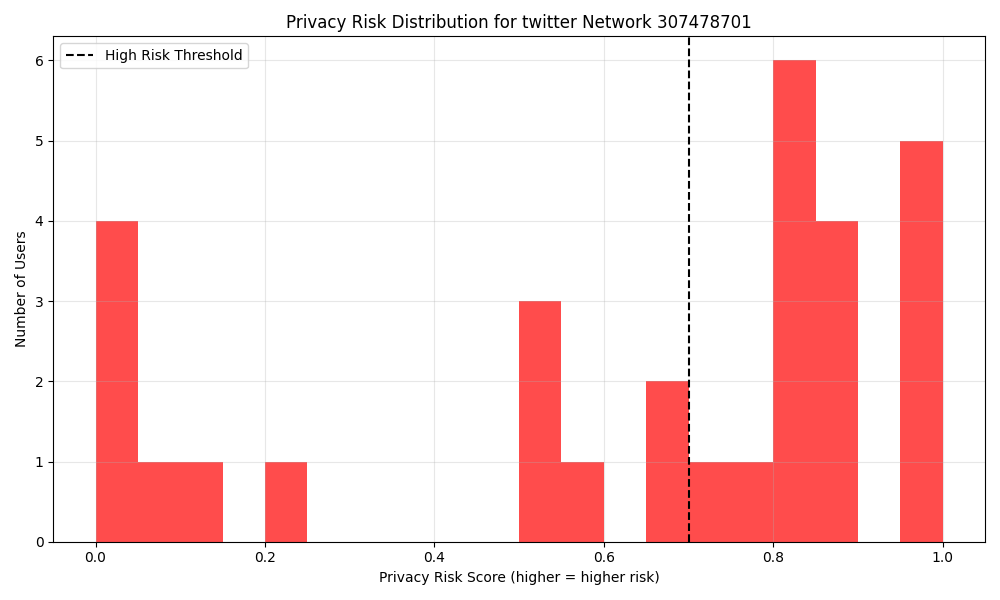 Privacy Risk Distribution for twitter Network 307478701
High Risk Threshold
Number of Users
6
5
4
3
2
1
0
0.0 0.2 0.4 0.6 0.8 1.0
Privacy Risk Score (higher = higher risk)